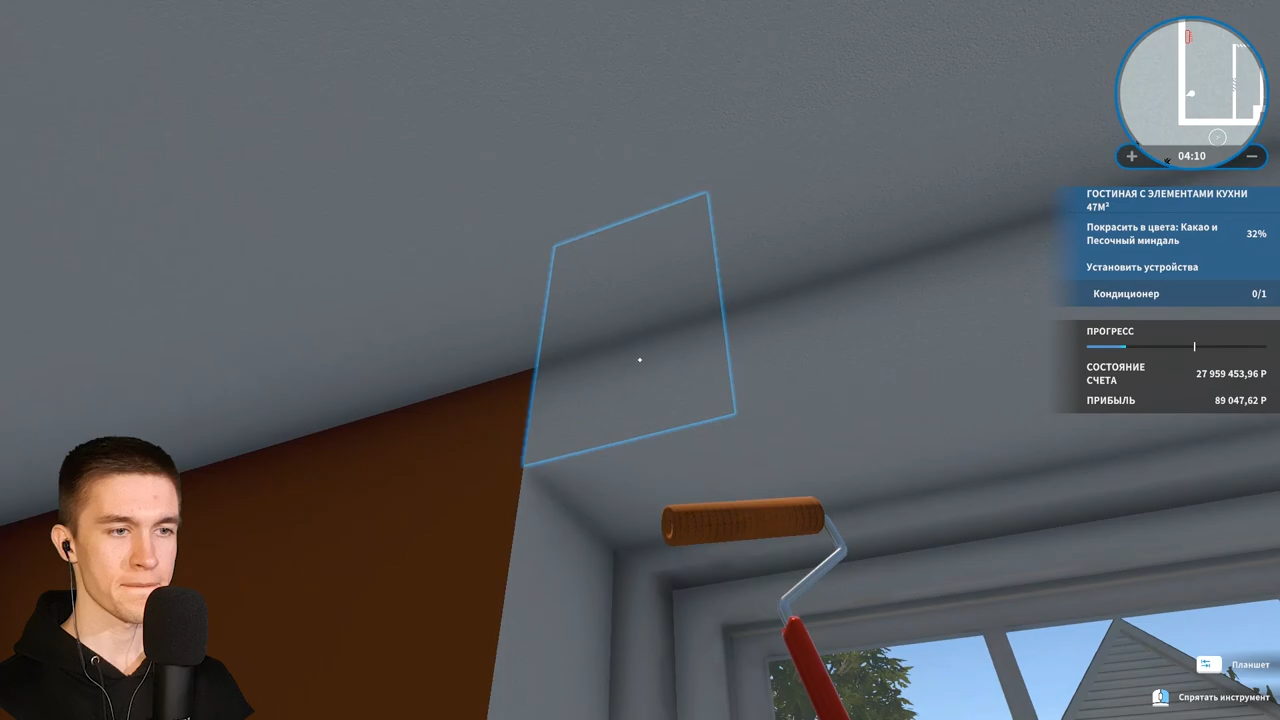 04:10
ГОСТИНАЯ С ЭЛЕМЕНТАМИ КУХНИ
47М²
Покрасить в цвета: Какао и
Песочный миндаль 32%
Установить устройства
Кондиционер 0/1
ПРОГРЕСС
СОСТОЯНИЕ
СЧЕТА 27 959 453,96 Р
ПРИБЫЛЬ 89 047,62 Р
Планшет
Спрятать инструмент